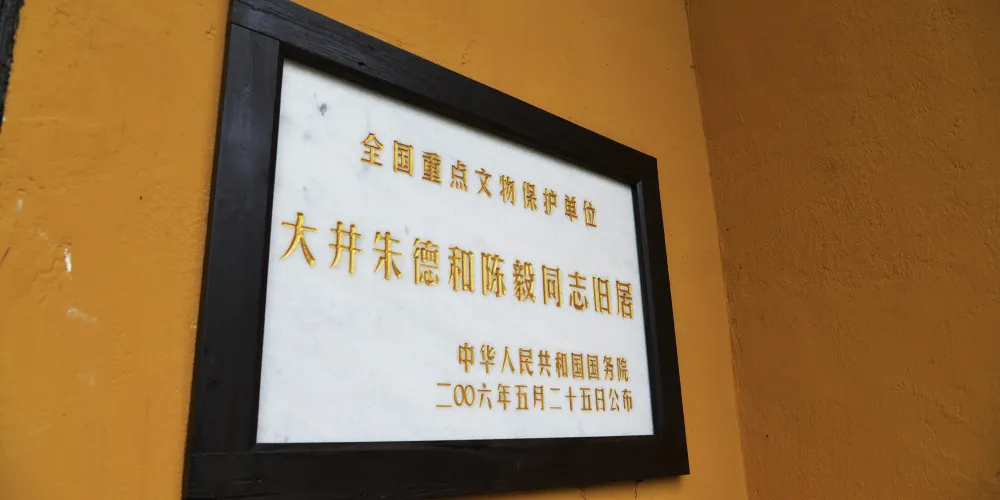 全国重点文物保护单位
大井朱德和陈毅同志旧居
中华人民共和国国务院
二〇〇六年五月二十五日公布